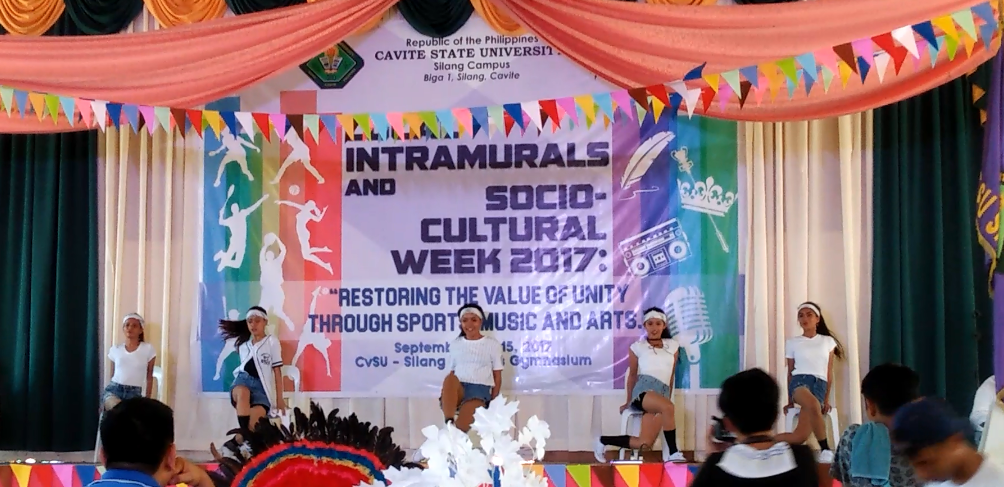 Republic of the Philippines
CAVITE STATE UNIVERSITY
Silang Campus
Biga 1, Silang, Cavite
INTRAMURALS
AND
SOCIO-
CULTURAL
WEEK 2017:
"RESTORING THE VALUE OF UNITY
THROUGH SPORTS, MUSIC AND ARTS.
15, 2017
CvSU - Silang Gymnasium